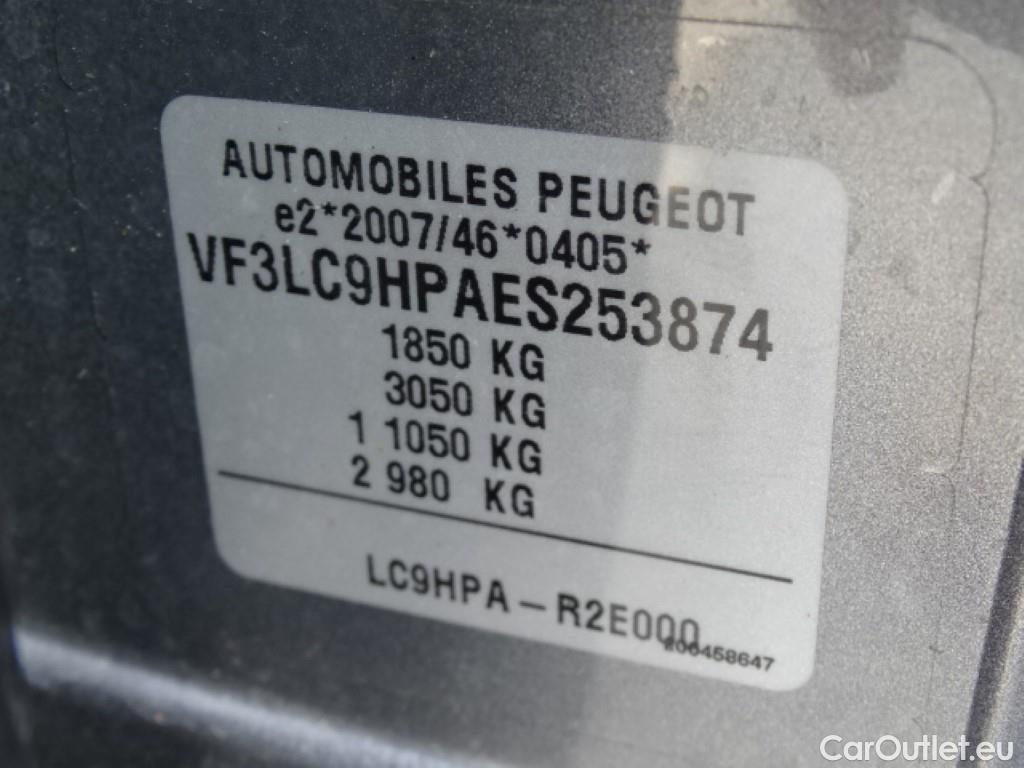 AUTOMOBILES PEUGEOT
e2*2007/46*0405*
VF3LC9HPAES253874
1850 KG
3050 KG
1 1050 KG
2 980 KG
LC9HPA - R2E000
CarOutlet.eu